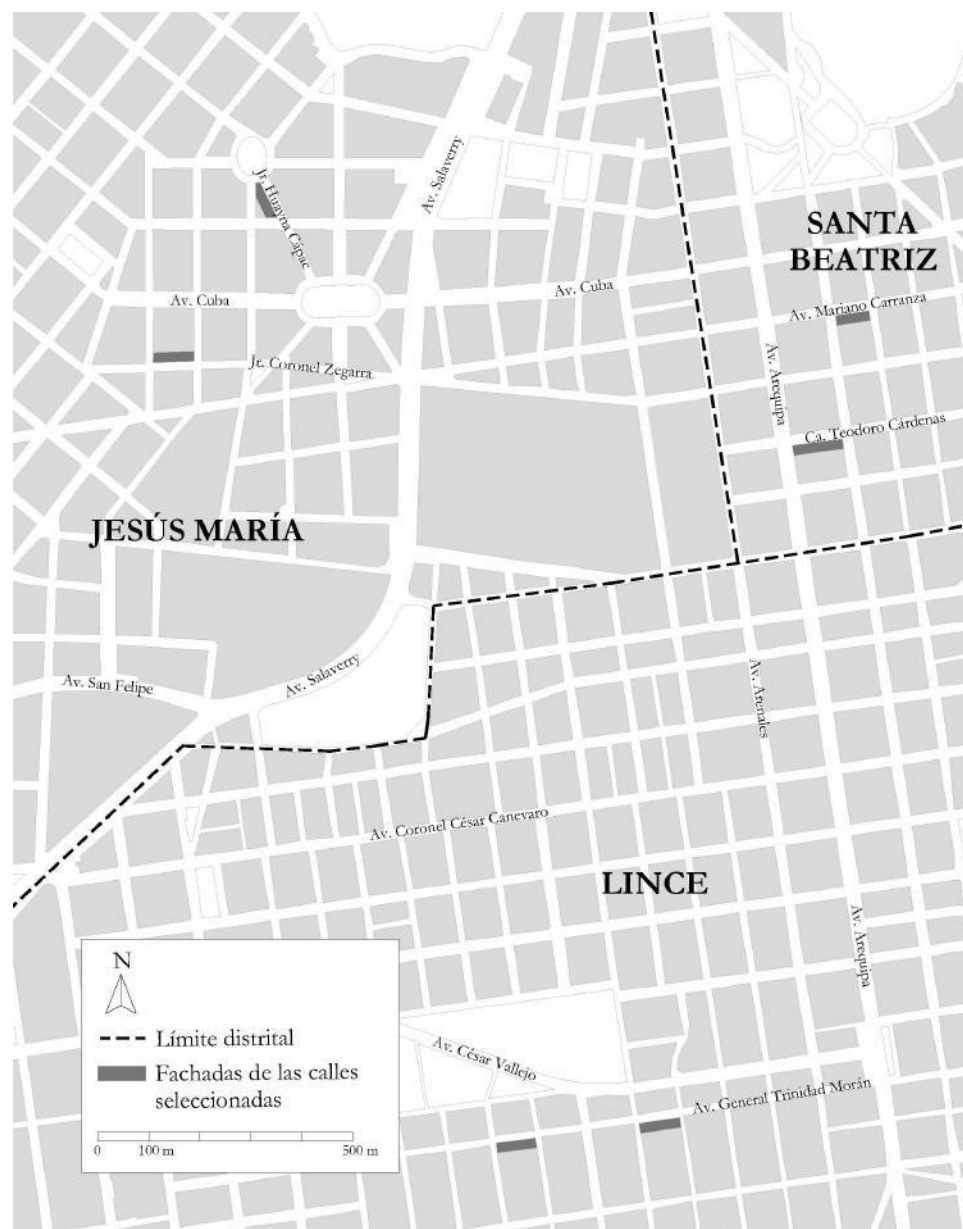 Av. Salaverry
Jr. Huayna Cápac
SANTA
BEATRIZ
Av. Cuba
Av. Cuba
Av. Mariano Carranza
Jr. Coronel Zegarra
Av. Arequipa
Ca. Teodoro Cárdenas
JESÚS MARÍA
Av. Salaverry
Av. San Felipe
Av. Arenales
Av. Coronel César Canevaro
LINCE
Av. Arequipa
N
Límite distrital
Fachadas de las calles
seleccionadas
0 100 m 500 m
Av. César Vallejo
Av. General Trinidad Morán